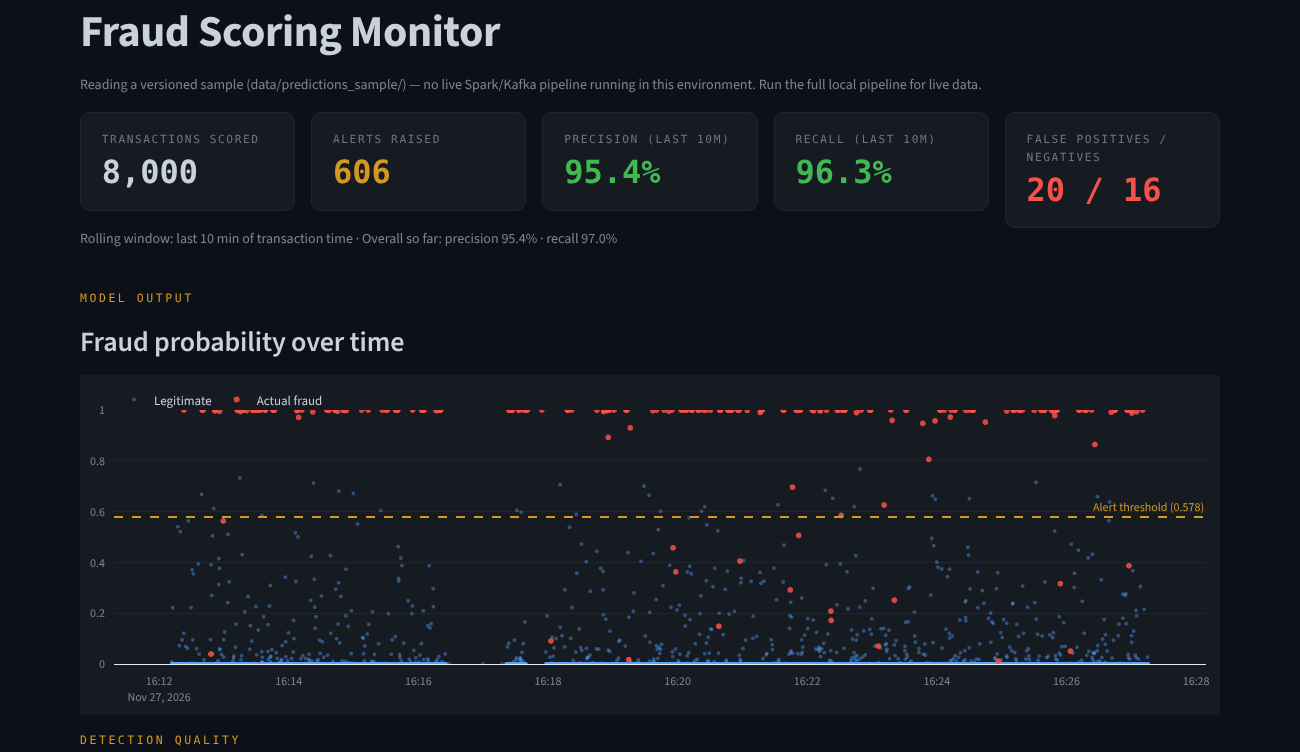 Fraud Scoring Monitor
Reading a versioned sample (data/predictions_sample/) — no live Spark/Kafka pipeline running in this environment. Run the full local pipeline for live data.
TRANSACTIONS SCORED
8,000
ALERTS RAISED
606
PRECISION (LAST 10M)
95.4%
RECALL (LAST 10M)
96.3%
FALSE POSITIVES /
NEGATIVES
20 / 16
Rolling window: last 10 min of transaction time · Overall so far: precision 95.4% · recall 97.0%
MODEL OUTPUT
Fraud probability over time
Legitimate
Actual fraud
1
0.8
0.6
Alert threshold (0.578)
0.4
0.2
0
16:12 16:14 16:16 16:18 16:20 16:22 16:24 16:26 16:28
Nov 27, 2026
DETECTION QUALITY